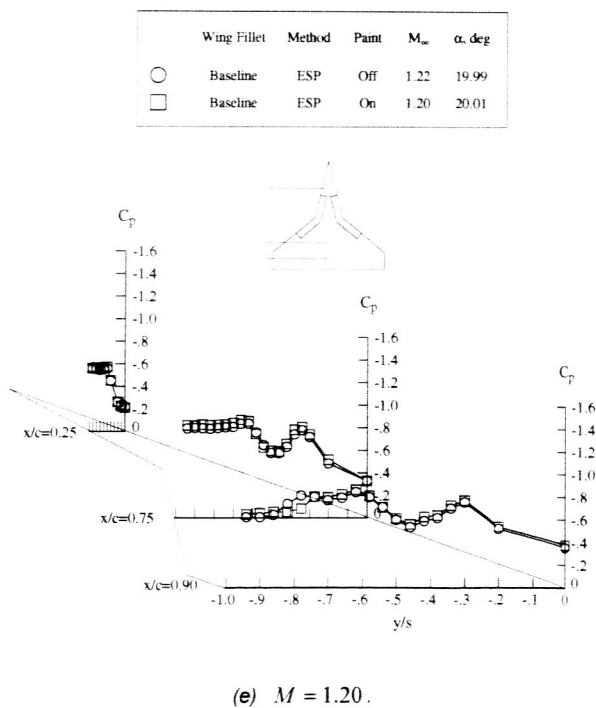 Wing Fillet Method Paint M∞ α, deg
Baseline ESP Off 1.22 19.99
Baseline ESP On 1.20 20.01
Cp
-1.6
-1.4
-1.2
-1.0
-.8
-.6
-.4
-.2
0
x/c=0.25
Cp
-1.6
-1.4
-1.2
-1.0
-.8
-.6
-.4
-.2
0
x/c=0.75
Cp
-1.6
-1.4
-1.2
-1.0
-.8
-.6
-.4
-.2
0
x/c=0.90
-1.0 -.9 -.8 -.7 -.6 -.5 -.4 -.3 -.2 -.1 0
y/s
(e) M = 1.20.